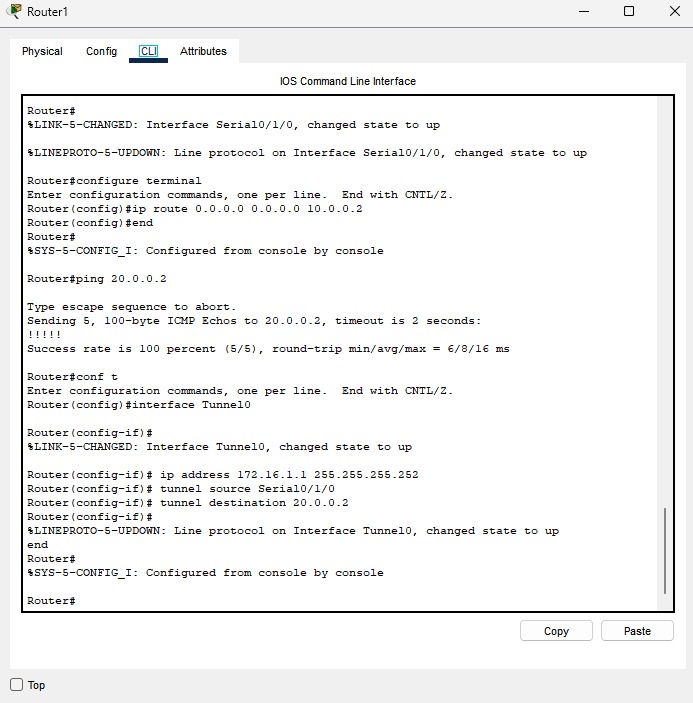 Router1
Physical Config CLI Attributes
IOS Command Line Interface
Router#
%LINK-5-CHANGED: Interface Serial0/1/0, changed state to up
%LINEPROTO-5-UPDOWN: Line protocol on Interface Serial0/1/0, changed state to up
Router#configure terminal
Enter configuration commands, one per line.  End with CNTL/Z.
Router(config)#ip route 0.0.0.0 0.0.0.0 10.0.0.2
Router(config)#end
Router#
%SYS-5-CONFIG_I: Configured from console by console
Router#ping 20.0.0.2
Type escape sequence to abort.
Sending 5, 100-byte ICMP Echos to 20.0.0.2, timeout is 2 seconds:
!!!!!
Success rate is 100 percent (5/5), round-trip min/avg/max = 6/8/16 ms
Router#conf t
Enter configuration commands, one per line.  End with CNTL/Z.
Router(config)#interface Tunnel0
Router(config-if)#
%LINK-5-CHANGED: Interface Tunnel0, changed state to up
Router(config-if)# ip address 172.16.1.1 255.255.255.252
Router(config-if)# tunnel source Serial0/1/0
Router(config-if)# tunnel destination 20.0.0.2
Router(config-if)#
%LINEPROTO-5-UPDOWN: Line protocol on Interface Tunnel0, changed state to up
end
Router#
%SYS-5-CONFIG_I: Configured from console by console
Router#
Copy Paste
Top